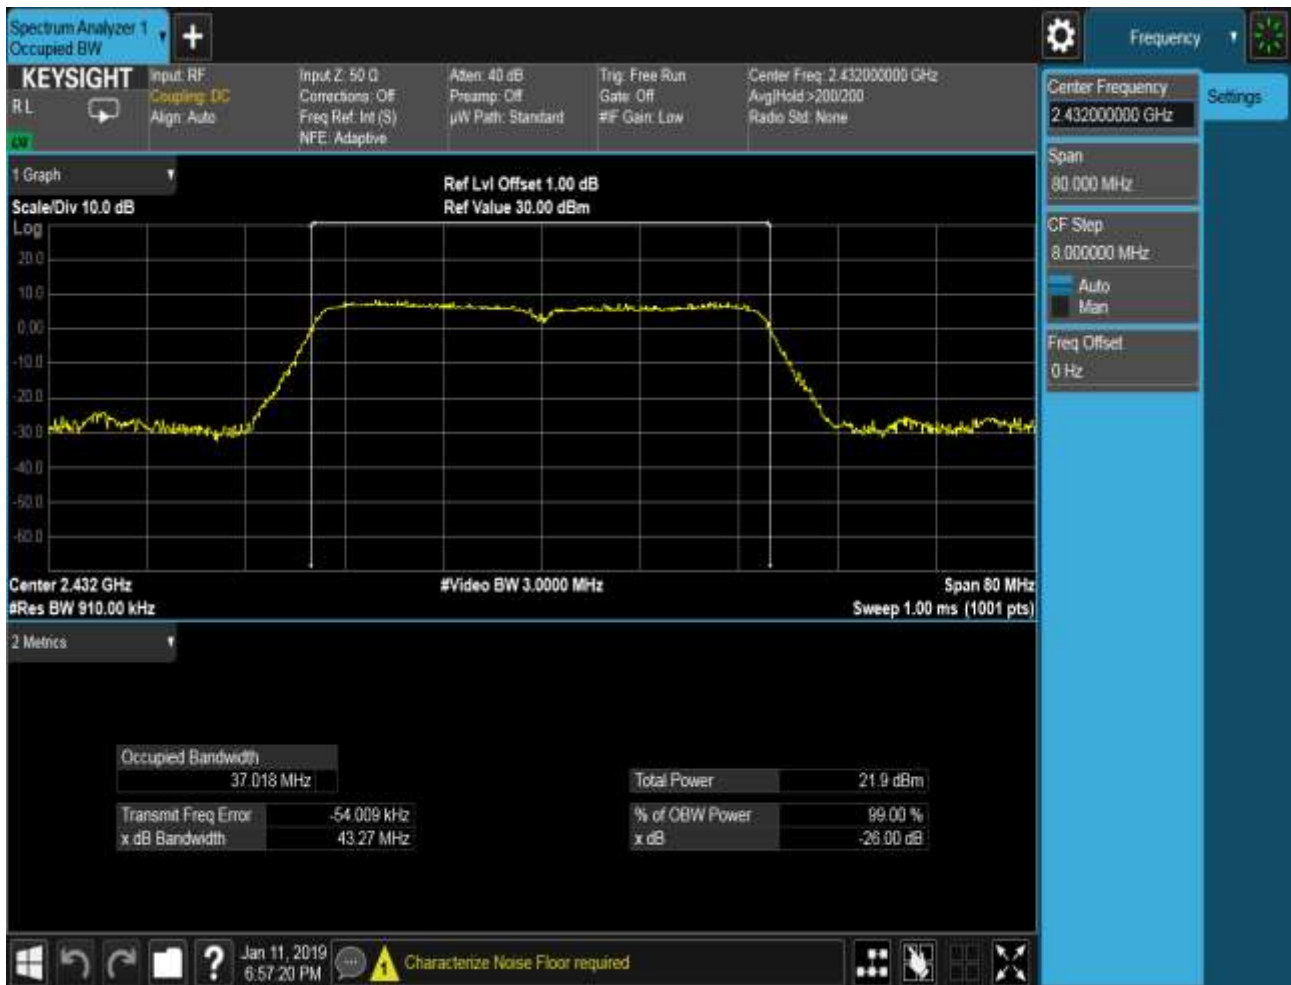 Spectrum Analyzer 1
Occupied BW
+
Frequency
KEYSIGHT
R L
Input: RF
Coupling: DC
Align: Auto
Input Z: 50 Ω
Corrections: Off
Freq Ref: Int (S)
NFE: Adaptive
Atten: 40 dB
Preamp: Off
µW Path: Standard
Trig: Free Run
Gate: Off
#IF Gain: Low
Center Freq: 2.432000000 GHz
Avg|Hold >200/200
Radio Std: None
Center Frequency
2.432000000 GHz
Settings
Span
80.000 MHz
CF Step
8.000000 MHz
Auto
Man
Freq Offset
0 Hz
1 Graph
Scale/Div 10.0 dB
Ref Lvl Offset 1.00 dB
Ref Value 30.00 dBm
Log
20.0
10.0
0.00
-10.0
-20.0
-30.0
-40.0
-50.0
-60.0
Center 2.432 GHz
#Video BW 3.0000 MHz
Span 80 MHz
#Res BW 910.00 kHz
Sweep 1.00 ms (1001 pts)
2 Metrics
Occupied Bandwidth
37.018 MHz
Total Power 21.9 dBm
Transmit Freq Error -54.009 kHz
% of OBW Power 99.00 %
x dB Bandwidth 43.27 MHz
x dB -26.00 dB
?
Jan 11, 2019
6:57:20 PM
1
Characterize Noise Floor required